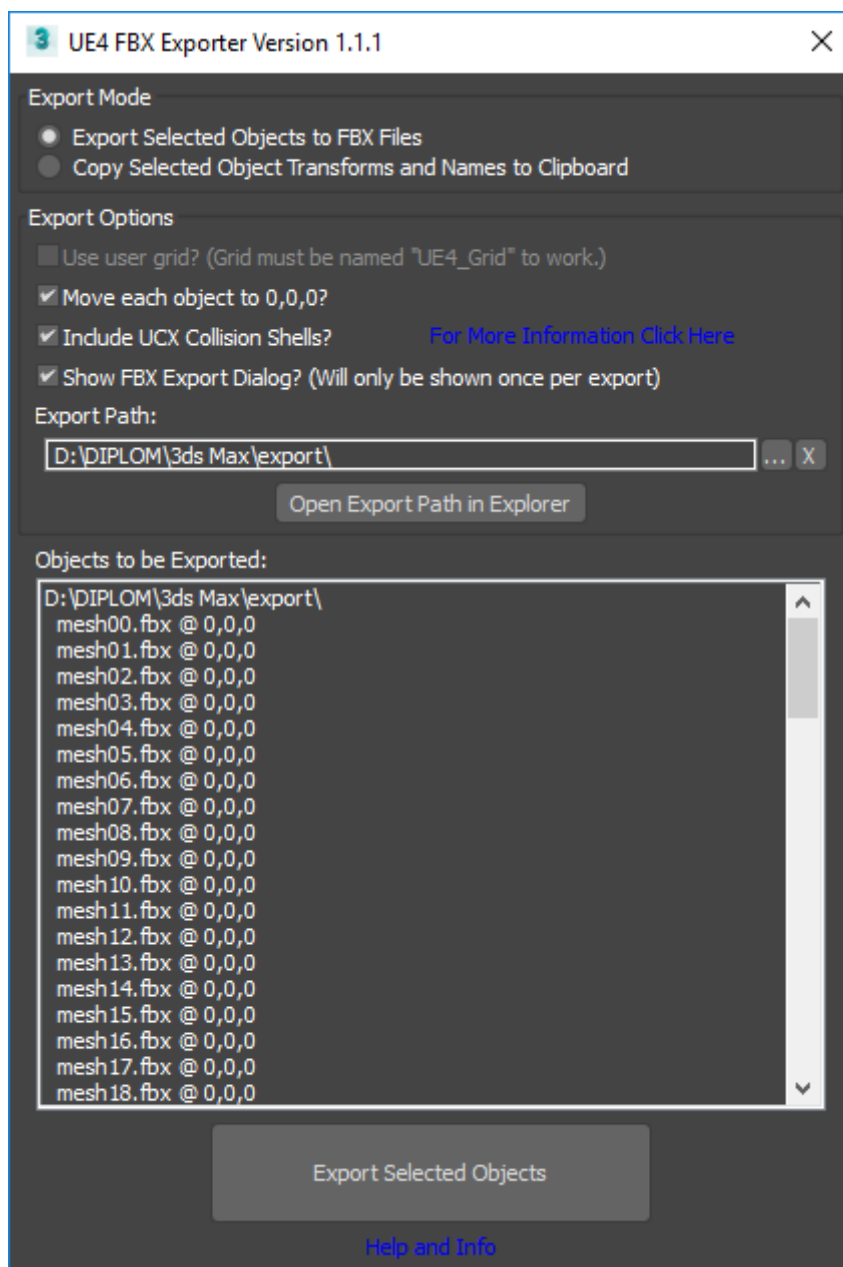 3 UE4 FBX Exporter Version 1.1.1
Export Mode
Export Selected Objects to FBX Files
Copy Selected Object Transforms and Names to Clipboard
Export Options
Use user grid? (Grid must be named "UE4_Grid" to work.)
Move each object to 0,0,0?
Include UCX Collision Shells? For More Information Click Here
Show FBX Export Dialog? (Will only be shown once per export)
Export Path:
D:\DIPLOM\3ds Max\export\ ... X
Open Export Path in Explorer
Objects to be Exported:
D:\DIPLOM\3ds Max\export\
mesh00.fbx @ 0,0,0
mesh01.fbx @ 0,0,0
mesh02.fbx @ 0,0,0
mesh03.fbx @ 0,0,0
mesh04.fbx @ 0,0,0
mesh05.fbx @ 0,0,0
mesh06.fbx @ 0,0,0
mesh07.fbx @ 0,0,0
mesh08.fbx @ 0,0,0
mesh09.fbx @ 0,0,0
mesh10.fbx @ 0,0,0
mesh11.fbx @ 0,0,0
mesh12.fbx @ 0,0,0
mesh13.fbx @ 0,0,0
mesh14.fbx @ 0,0,0
mesh15.fbx @ 0,0,0
mesh16.fbx @ 0,0,0
mesh17.fbx @ 0,0,0
mesh18.fbx @ 0,0,0
Export Selected Objects
Help and Info